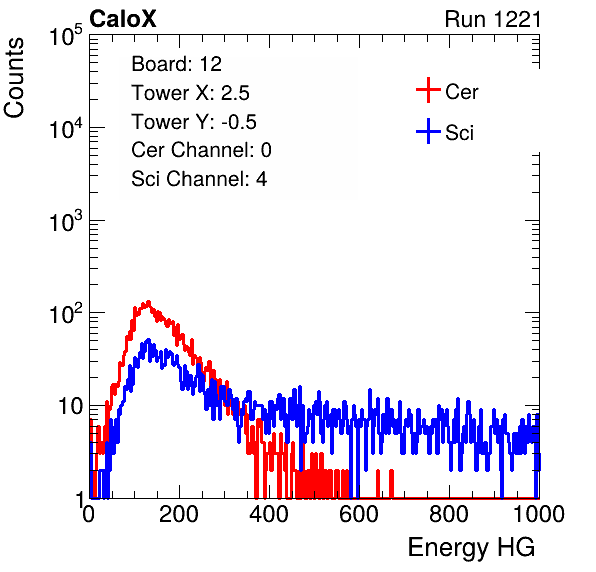 CaloX Run 1221
Counts
10^5
10^4
10^3
10^2
10
1
Board: 12
Tower X: 2.5
Tower Y: -0.5
Cer Channel: 0
Sci Channel: 4
Cer
Sci
0 200 400 600 800 1000
Energy HG